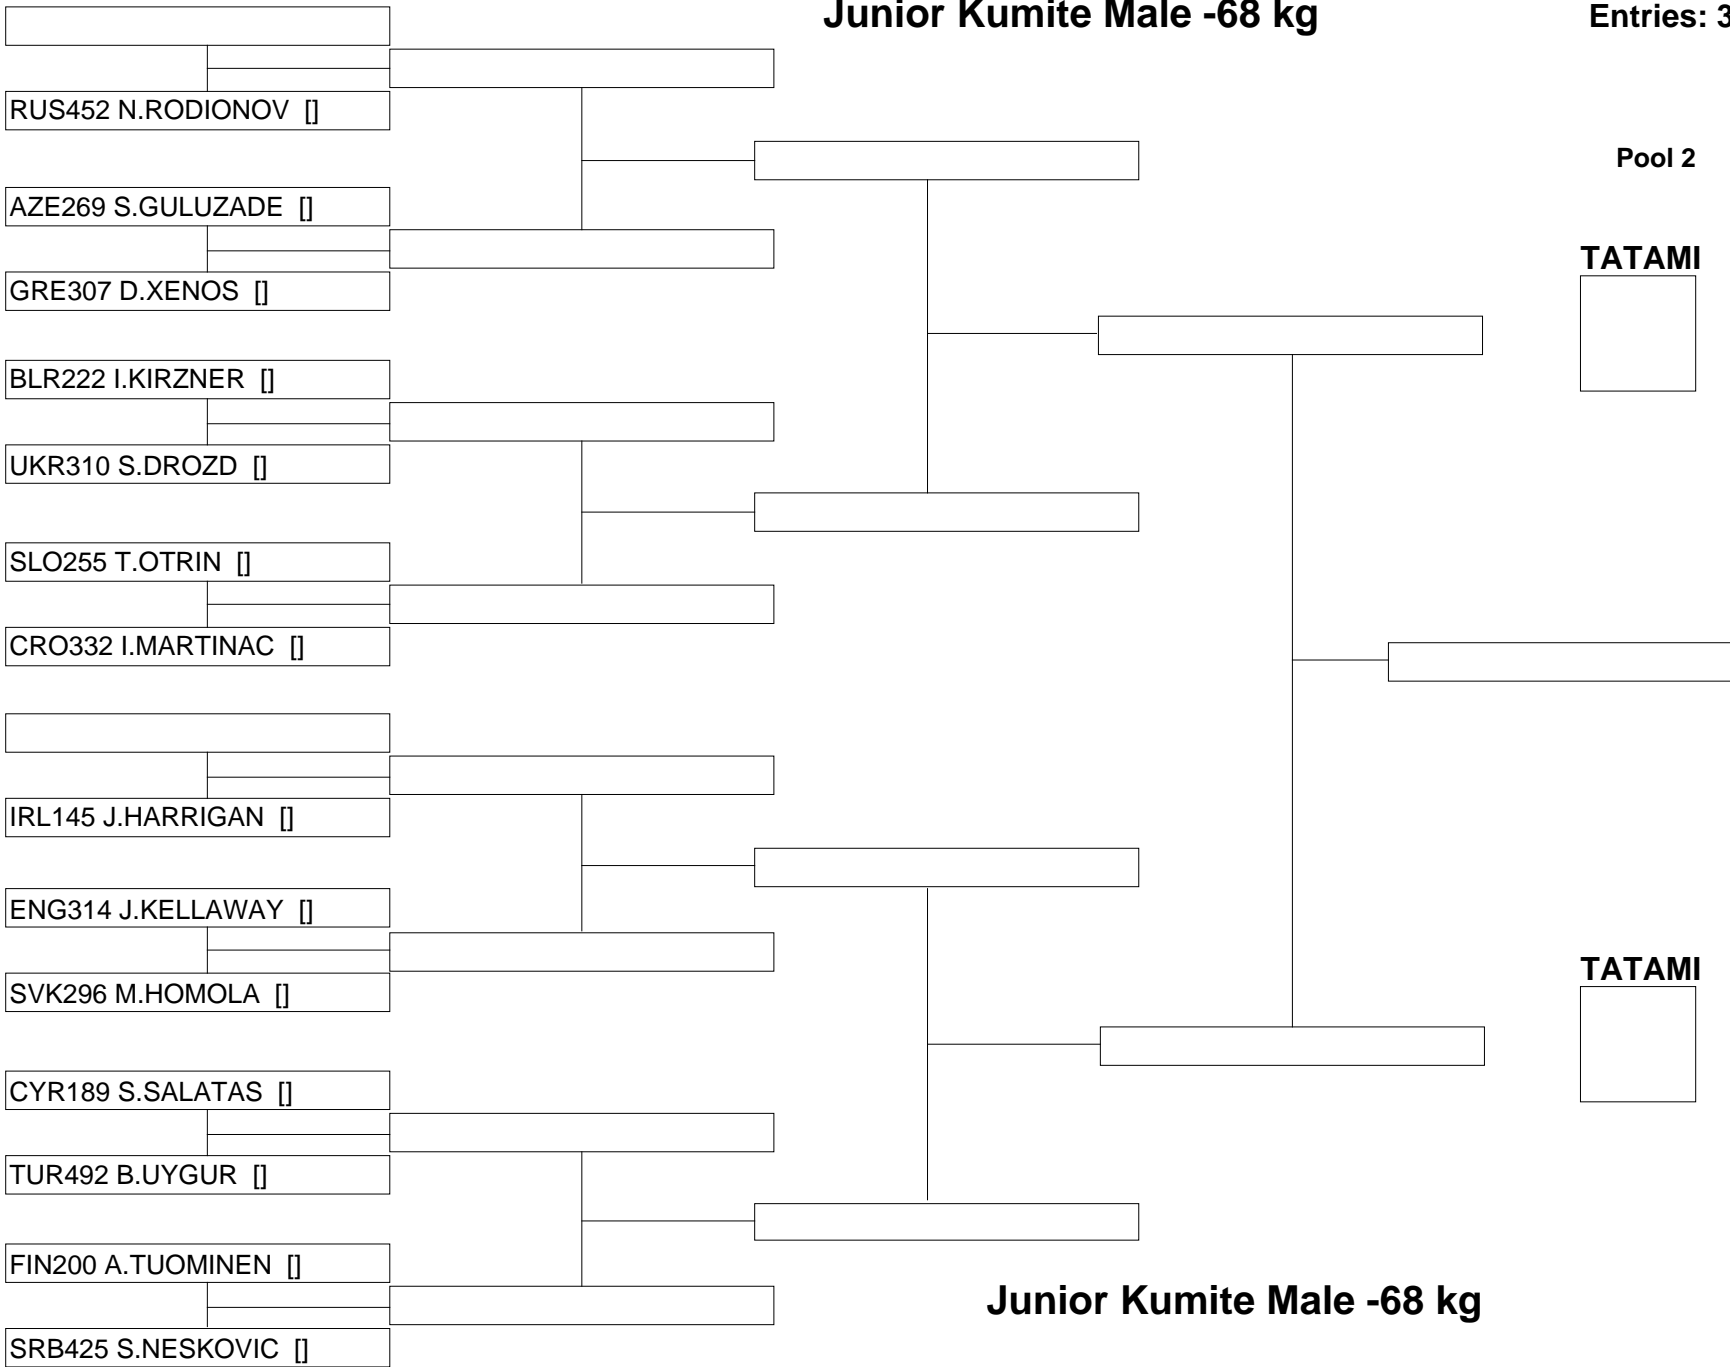 Junior Kumite Male -68 kg
Entries: 3
RUS452 N.RODIONOV []
Pool 2
AZE269 S.GULUZADE []
TATAMI
GRE307 D.XENOS []
BLR222 I.KIRZNER []
UKR310 S.DROZD []
SLO255 T.OTRIN []
CRO332 I.MARTINAC []
IRL145 J.HARRIGAN []
ENG314 J.KELLAWAY []
TATAMI
SVK296 M.HOMOLA []
CYR189 S.SALATAS []
TUR492 B.UYGUR []
FIN200 A.TUOMINEN []
Junior Kumite Male -68 kg
SRB425 S.NESKOVIC []